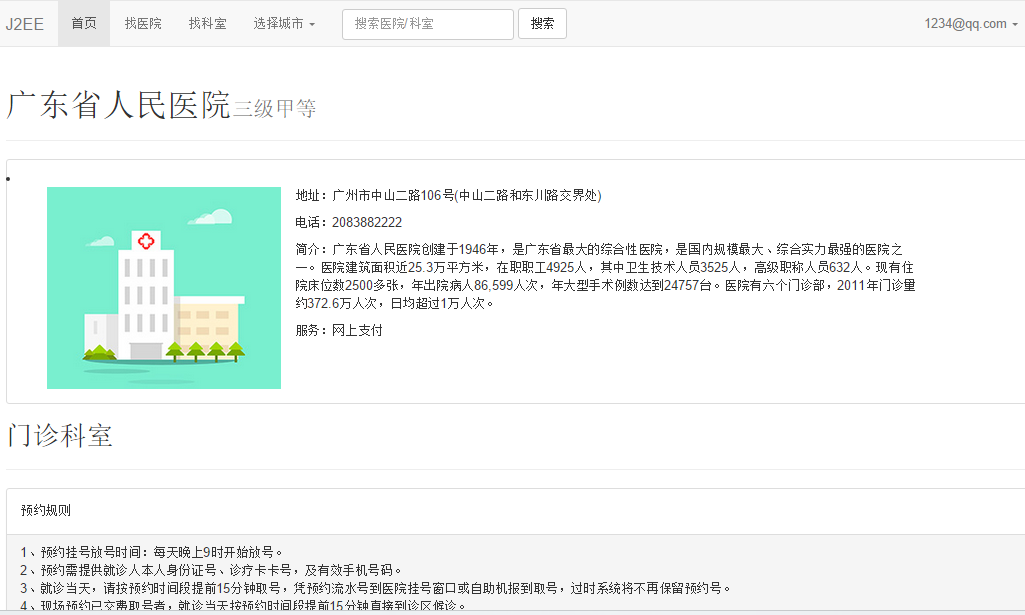 J2EE 首页 找医院 找科室 选择城市 搜索医院/科室 搜索 1234@qq.com
广东省人民医院三级甲等
地址：广州市中山二路106号(中山二路和东川路交界处)
电话：2083882222
简介：广东省人民医院创建于1946年，是广东省最大的综合性医院，是国内规模最大、综合实力最强的医院之
一。医院建筑面积近25.3万平方米，在职职工4925人，其中卫生技术人员3525人，高级职称人员632人。现有住
院床位数2500多张，年出院病人86,599人次，年大型手术例数达到24757台。医院有六个门诊部，2011年门诊量
约372.6万人次，日均超过1万人次。
服务：网上支付
门诊科室
预约规则
1、预约挂号放号时间：每天晚上9时开始放号。
2、预约需提供就诊人本人身份证号、诊疗卡卡号，及有效手机号码。
3、就诊当天，请按预约时间段提前15分钟取号，凭预约流水号到医院挂号窗口或自助机报到取号，过时系统将不再保留预约号。
4、现场预约已交费取号者，就诊当天按预约时间段提前15分钟直接到诊区候诊。